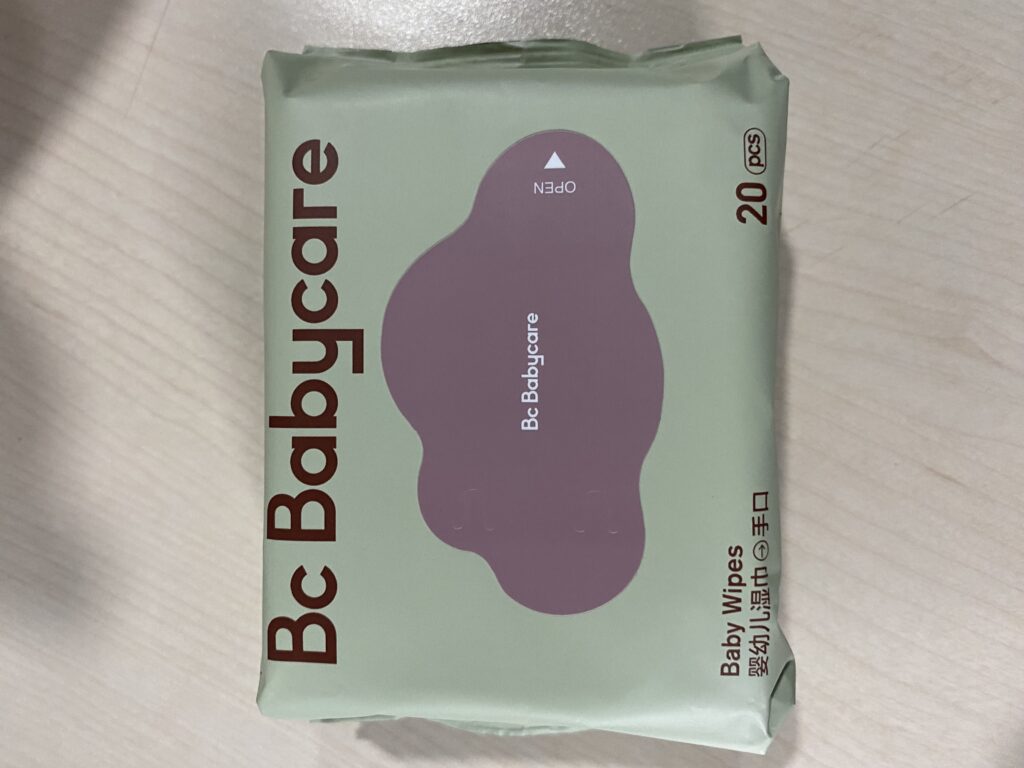 Bc Babycare
OPEN
Bc Babycare
20 pcs
Baby Wipes
婴幼儿湿巾→手口